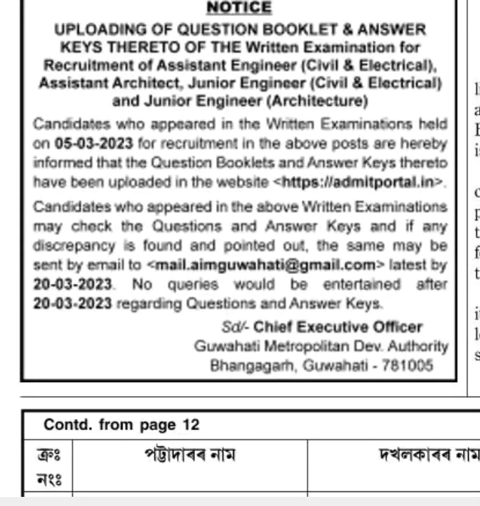 NOTICE
UPLOADING OF QUESTION BOOKLET & ANSWER
KEYS THERETO OF THE Written Examination for
Recruitment of Assistant Engineer (Civil & Electrical),
Assistant Architect, Junior Engineer (Civil & Electrical)
and Junior Engineer (Architecture)
Candidates who appeared in the Written Examinations held
on 05-03-2023 for recruitment in the above posts are hereby
informed that the Question Booklets and Answer Keys thereto
have been uploaded in the website <https://admitportal.in>.
Candidates who appeared in the above Written Examinations
may check the Questions and Answer Keys and if any
discrepancy is found and pointed out, the same may be
sent by email to <mail.aimguwahati@gmail.com> latest by
20-03-2023. No queries would be entertained after
20-03-2023 regarding Questions and Answer Keys.
Sd/- Chief Executive Officer
Guwahati Metropolitan Dev. Authority
Bhangagarh, Guwahati - 781005
Contd. from page 12
ক্ৰঃ পট্টাদাৰৰ নাম দখলকাৰৰ নাম
নংঃ